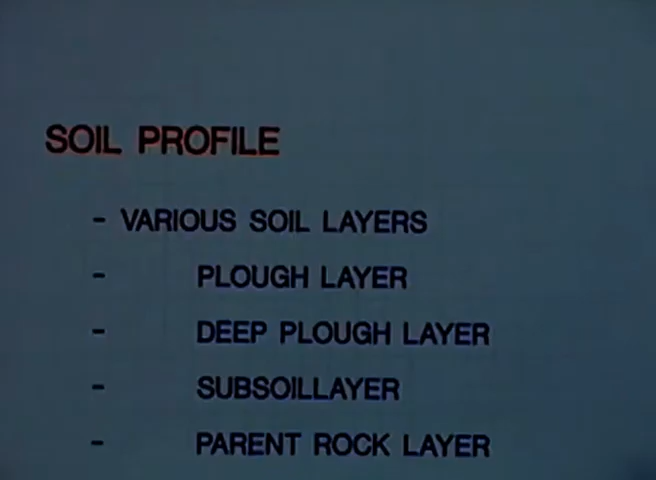 SOIL PROFILE
- VARIOUS SOIL LAYERS
- PLOUGH LAYER
- DEEP PLOUGH LAYER
- SUBSOILLAYER
- PARENT ROCK LAYER